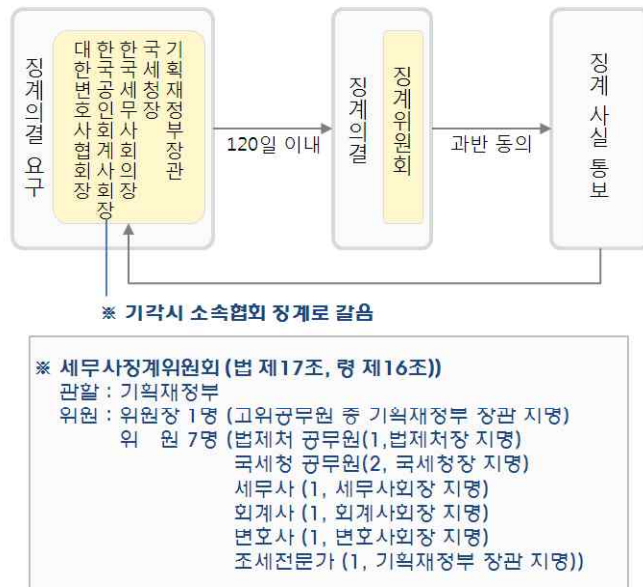 징계의결 요구
기획재정부장관
국세청장
한국세무사회의장
한국공인회계사회장
대한변호사협회장
120일 이내
징계의결
징계위원회
과반 동의
징계 사실 통보
※ 기각시 소속협회 징계로 갈음
※ 세무사징계위원회 (법 제17조, 령 제16조))
관할 : 기획재정부
위원 : 위원장 1명 (고위공무원 중 기획재정부 장관 지명)
위 원 7명 (법제처 공무원(1,법제처장 지명)
국세청 공무원(2, 국세청장 지명)
세무사 (1, 세무사회장 지명)
회계사 (1, 회계사회장 지명)
변호사 (1, 변호사회장 지명)
조세전문가 (1, 기획재정부 장관 지명))